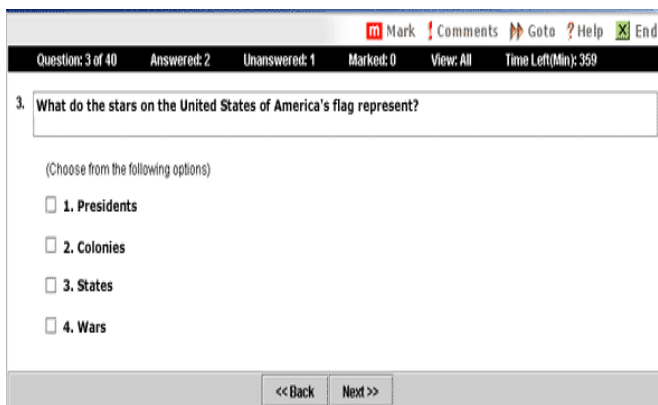 m Mark ! Comments Goto ? Help X End
Question: 3 of 40 Answered: 2 Unanswered: 1 Marked: 0 View: All Time Left(Min): 359
3. What do the stars on the United States of America's flag represent?
(Choose from the following options)
1. Presidents
2. Colonies
3. States
4. Wars
<< Back Next >>